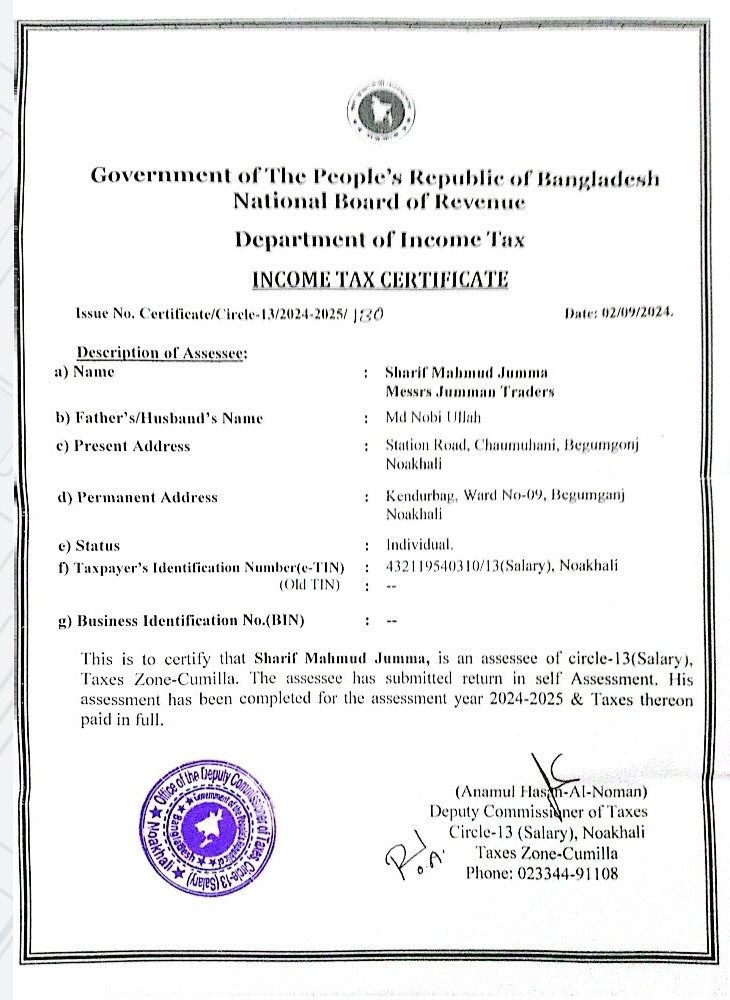 Government of The People's Republic of Bangladesh
National Board of Revenue
Department of Income Tax
INCOME TAX CERTIFICATE
Issue No. Certificate/Circle-13/2024-2025/ 180 Date: 02/09/2024.
Description of Assessee:
a) Name : Sharif Mahmud Jumma
Messrs Jumman Traders
b) Father's/Husband's Name : Md Nobi Ullah
c) Present Address : Station Road, Chaumuhani, Begumgonj
Noakhali
d) Permanent Address : Kendurbag, Ward No-09, Begumganj
Noakhali
e) Status : Individual.
f) Taxpayer's Identification Number(e-TIN) : 432119540310/13(Salary), Noakhali
(Old TIN) : --
g) Business Identification No.(BIN) : --
This is to certify that Sharif Mahmud Jumma, is an assessee of circle-13(Salary),
Taxes Zone-Cumilla. The assessee has submitted return in self Assessment. His
assessment has been completed for the assessment year 2024-2025 & Taxes thereon
paid in full.
Office of the Deputy Commissioner of Taxes, Circle-13 (Salary)
★ Noakhali ★
Government of the People's Republic of
Bangladesh
(Anamul Hasan-Al-Noman)
Deputy Commissioner of Taxes
Circle-13 (Salary), Noakhali
Taxes Zone-Cumilla
Phone: 023344-91108